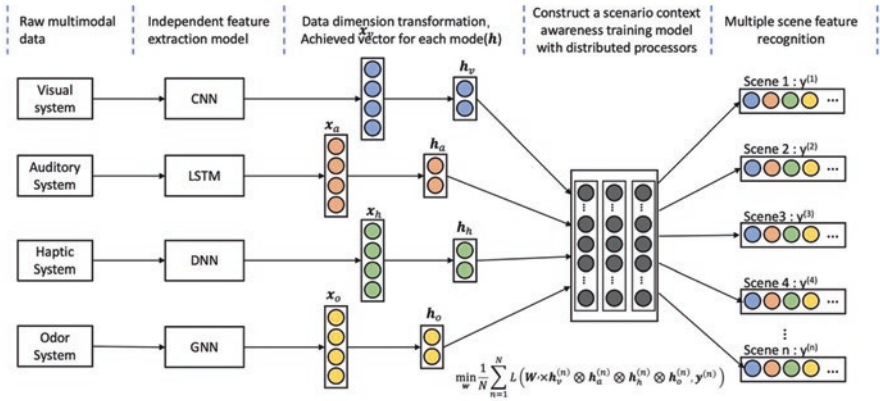 Raw multimodal
data
Independent feature
extraction model
Data dimension transformation,
Achieved vector for each mode(h)
Construct a scenario context
awareness training model
with distributed processors
Multiple scene feature
recognition
Visual
system
CNN
x_v
h_v
Auditory
System
LSTM
x_a
h_a
Haptic
System
DNN
x_h
h_h
Odor
System
GNN
x_o
h_o
Scene 1 : y^(1)
...
Scene 2 : y^(2)
...
Scene3 : y^(3)
...
Scene 4 : y^(4)
...
Scene n : y^(n)
...
min_w 1/N ∑_{n=1}^{N} L (W·×h_v^(n) ⊗ h_a^(n) ⊗ h_h^(n) ⊗ h_o^(n), y^(n))